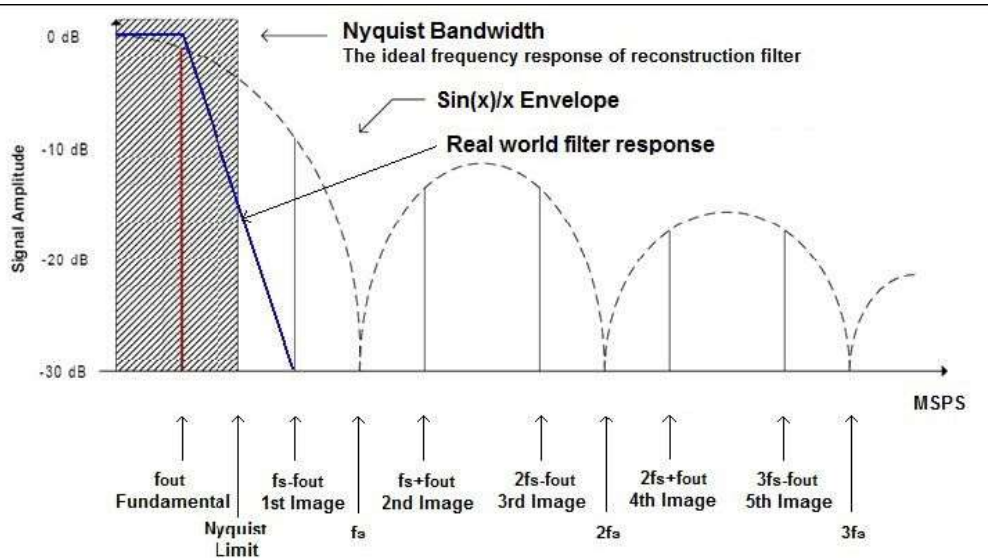 0 dB
-10 dB
-20 dB
-30 dB
Signal Amplitude
Nyquist Bandwidth
The ideal frequency response of reconstruction filter
Sin(x)/x Envelope
Real world filter response
MSPS
fout
Fundamental
Nyquist
Limit
fs-fout
1st Image
fs
fs+fout
2nd Image
2fs-fout
3rd Image
2fs
2fs+fout
4th Image
3fs-fout
5th Image
3fs